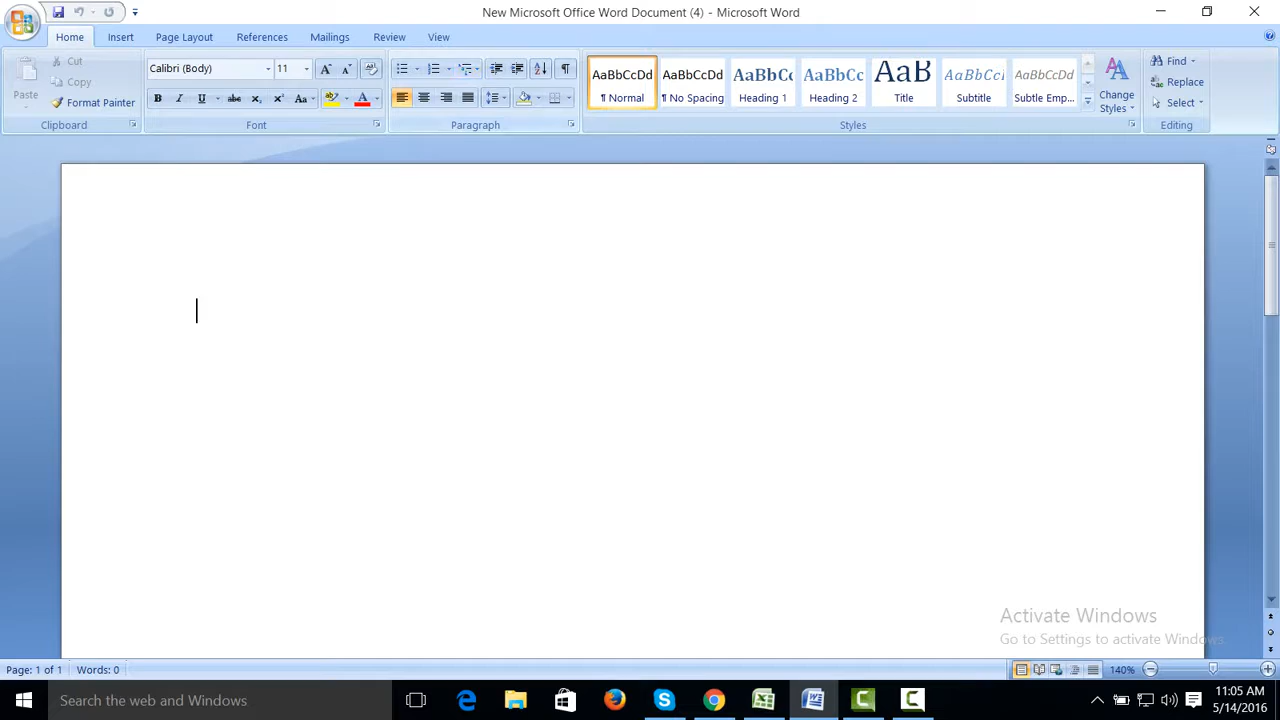 New Microsoft Office Word Document (4) - Microsoft Word
Home Insert Page Layout References Mailings Review View
Paste
Cut
Copy
Format Painter
Clipboard
Calibri (Body) 11
B I U abc x₂ x² Aa A
Font
Paragraph
AaBbCcDd AaBbCcDd AaBbCc AaBbCc AaB AaBbCcI AaBbCcDd
¶ Normal ¶ No Spacing Heading 1 Heading 2 Title Subtitle Subtle Emp...
Change
Styles
Styles
Find
Replace
Select
Editing
Activate Windows
Go to Settings to activate Windows.
Page: 1 of 1 Words: 0 140%
Search the web and Windows
11:05 AM
5/14/2016